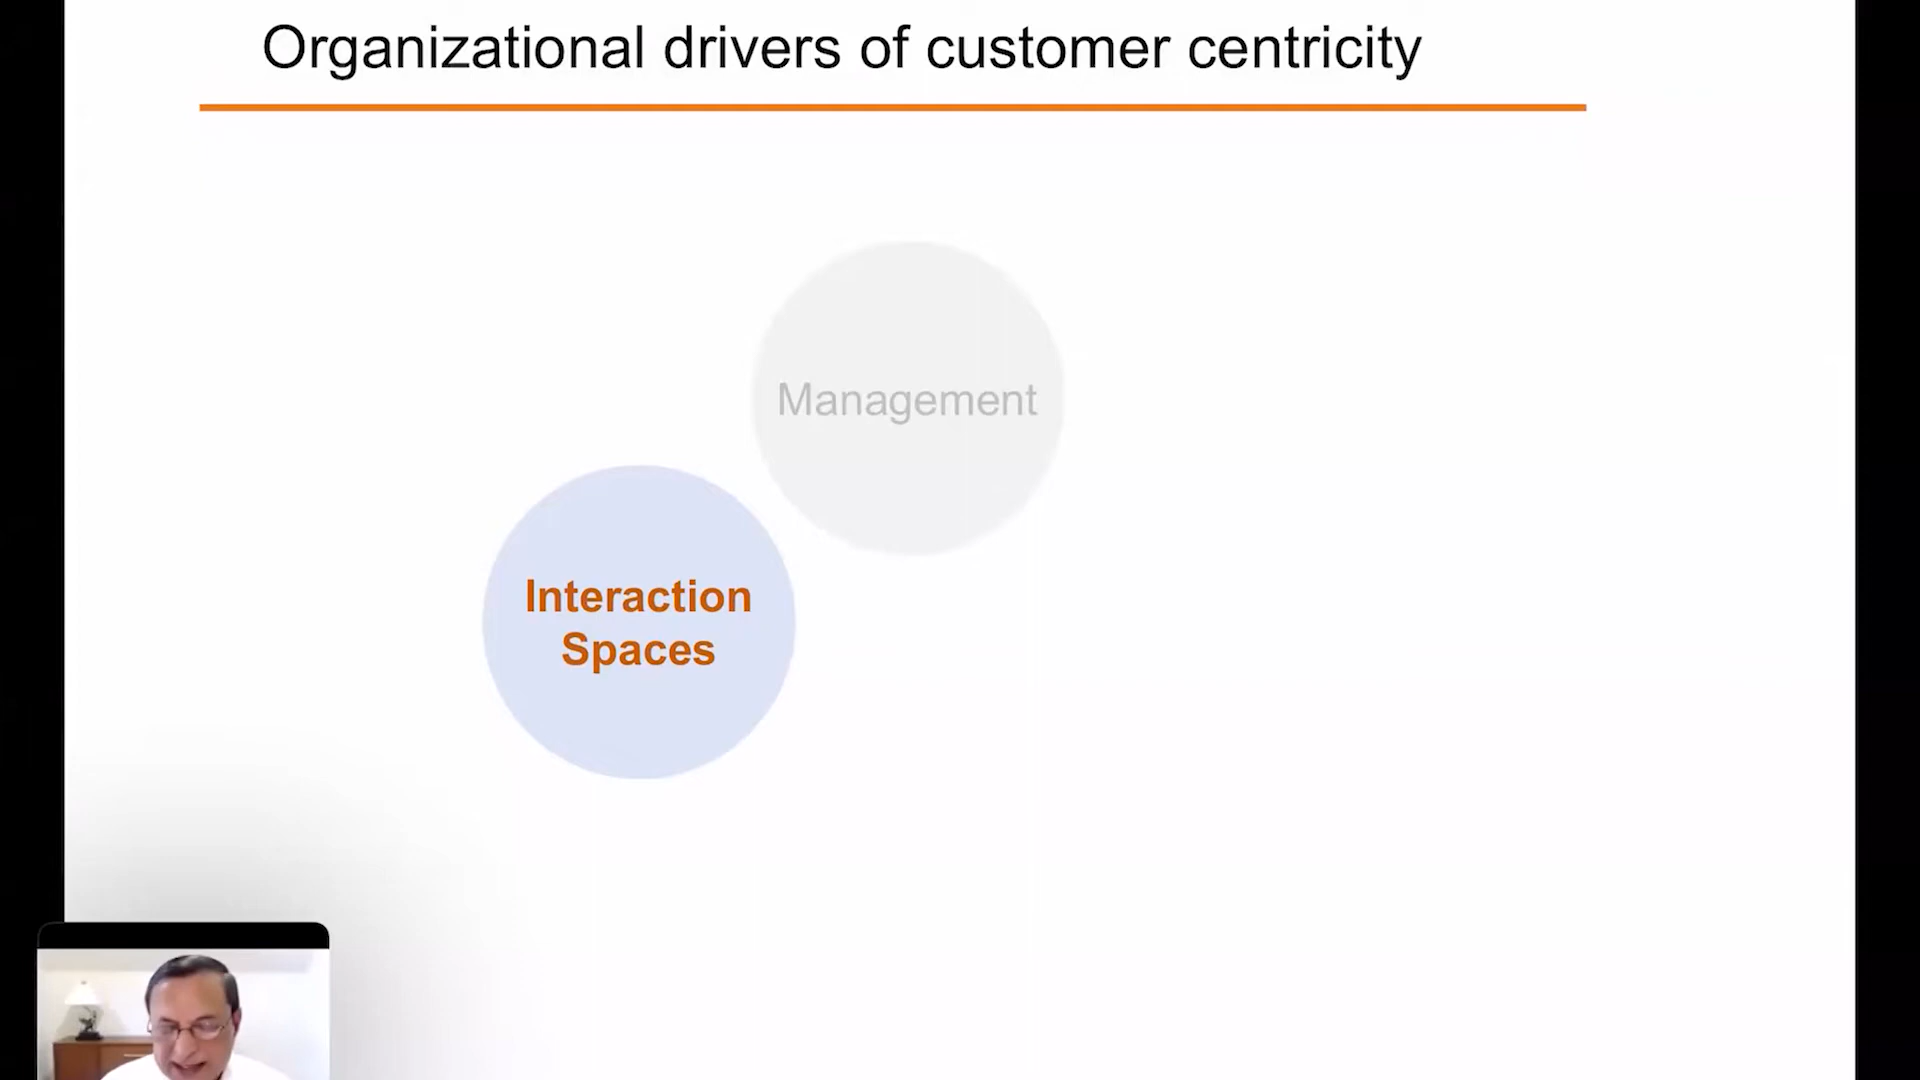 Organizational drivers of customer centricity
Management
Interaction
Spaces